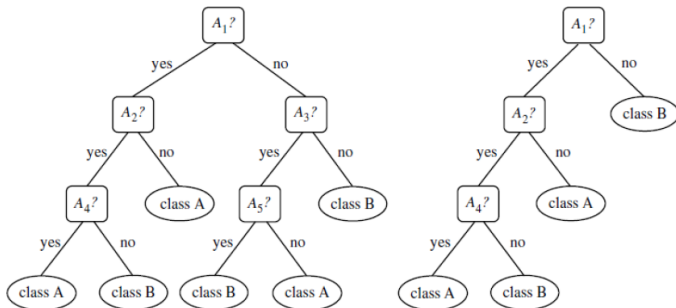 A₁? A₁?
yes no yes no
A₂? A₃? A₂? class B
yes no yes no yes no
A₄? class A A₅? class B A₄? class A
yes no yes no yes no
class A class B class B class A class A class B